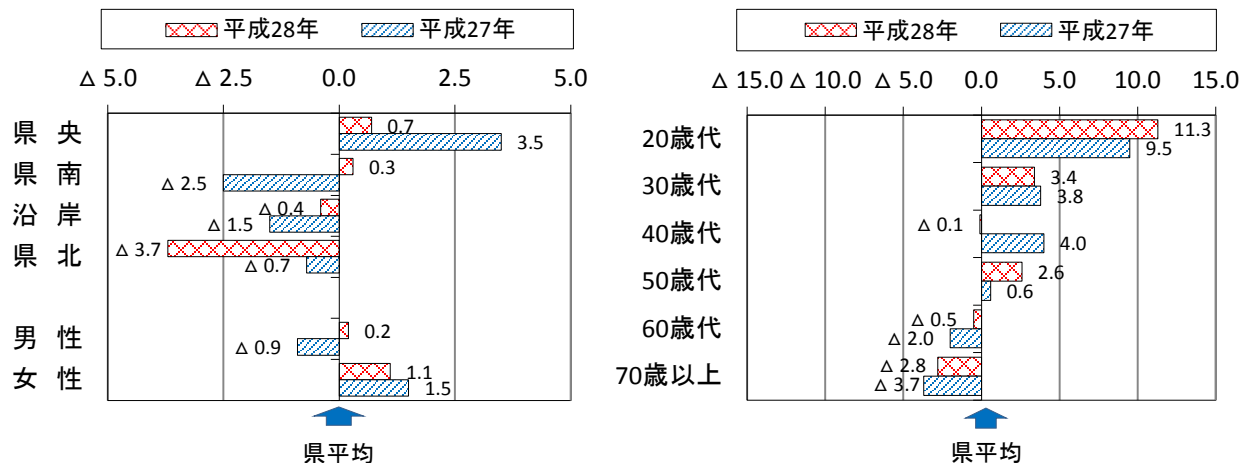 平成28年 平成27年
△ 5.0 △ 2.5 0.0 2.5 5.0
県 央
0.7
3.5
県 南
0.3
△ 2.5
沿 岸
△ 0.4
△ 1.5
県 北
△ 3.7
△ 0.7
男 性
0.2
△ 0.9
女 性
1.1
1.5
県平均
平成28年 平成27年
△ 15.0 △ 10.0 △ 5.0 0.0 5.0 10.0 15.0
20歳代
11.3
9.5
30歳代
3.4
3.8
40歳代
△ 0.1
4.0
50歳代
2.6
0.6
60歳代
△ 0.5
△ 2.0
70歳以上
△ 2.8
△ 3.7
県平均